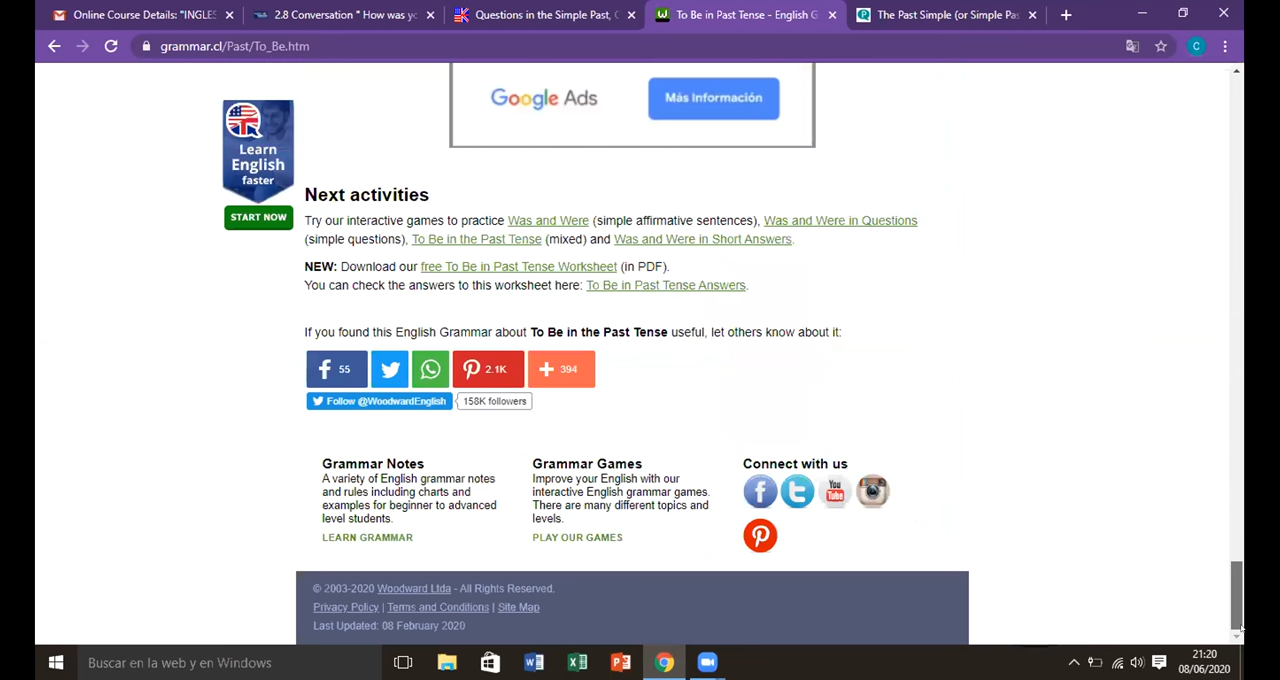 Online Course Details: "INGLES
2.8 Conversation " How was yo
Questions in the Simple Past, C
To Be in Past Tense - English G
The Past Simple (or Simple Pas
grammar.cl/Past/To_Be.htm
C
Google Ads
Más Información
Learn
English
faster
START NOW
Next activities
Try our interactive games to practice Was and Were (simple affirmative sentences), Was and Were in Questions
(simple questions), To Be in the Past Tense (mixed) and Was and Were in Short Answers.
NEW: Download our free To Be in Past Tense Worksheet (in PDF).
You can check the answers to this worksheet here: To Be in Past Tense Answers.
If you found this English Grammar about To Be in the Past Tense useful, let others know about it:
55
2.1K
394
Follow @WoodwardEnglish
158K followers
Grammar Notes
A variety of English grammar notes
and rules including charts and
examples for beginner to advanced
level students.
LEARN GRAMMAR
Grammar Games
Improve your English with our
interactive English grammar games.
There are many different topics and
levels.
PLAY OUR GAMES
Connect with us
You
Tube
© 2003-2020 Woodward Ltda - All Rights Reserved.
Privacy Policy | Terms and Conditions | Site Map
Last Updated: 08 February 2020
Buscar en la web y en Windows
21:20
08/06/2020